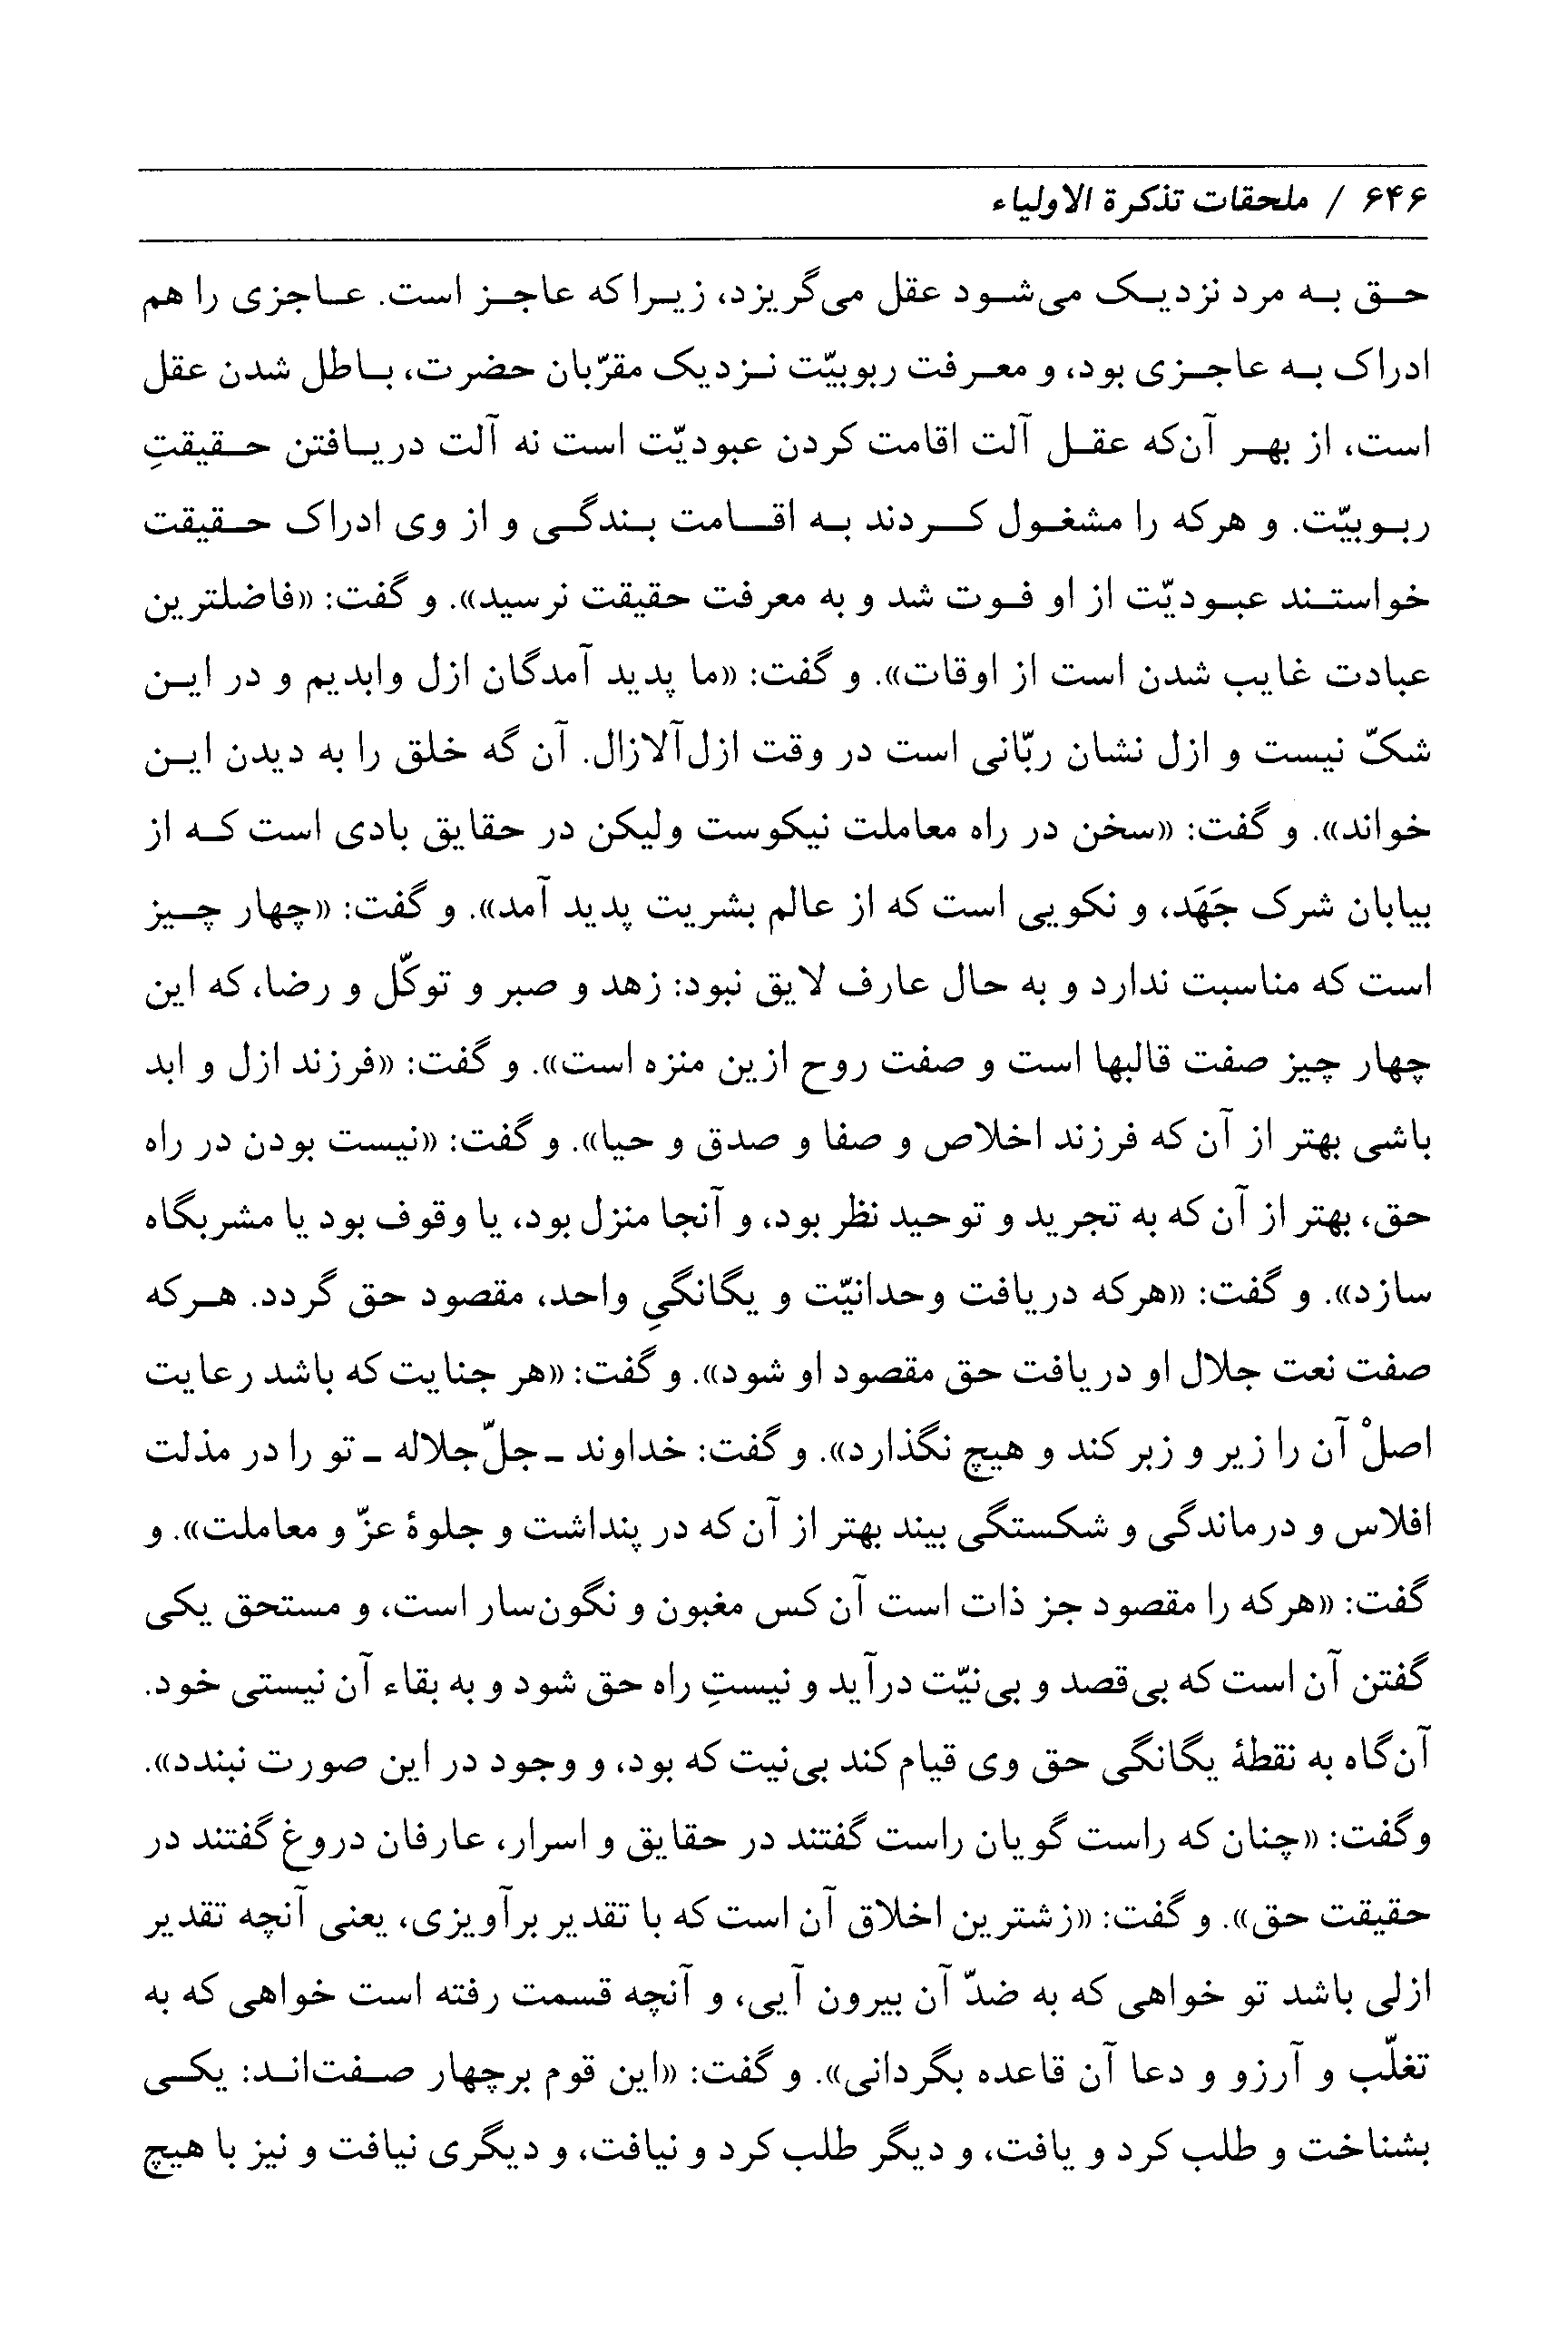 ۶۴۶ / ملحقات تذکرة الاولیاء
حق به مرد نزدیک می‌شود عقل می‌گریزد، زیرا که عاجز است. عاجزی را هم
ادراک به عاجزی بود، و معرفت ربوبیّت نزدیک مقرّبان حضرت، باطل شدن عقل
است، از بهر آن‌که عقل آلت اقامت کردن عبودیّت است نه آلت دریافتن حقیقتِ
ربوبیّت. و هرکه را مشغول کردند به اقامت بندگی و از وی ادراک حقیقت
خواستند عبودیّت از او فوت شد و به معرفت حقیقت نرسید». و گفت: «فاضلترین
عبادت غایب شدن است از اوقات». و گفت: «ما پدید آمدگان ازل وابدیم و در این
شکّ نیست و ازل نشان ربّانی است در وقت ازل‌آلازال. آن گه خلق را به دیدن این
خواند». و گفت: «سخن در راه معاملت نیکوست ولیکن در حقایق بادی است که از
بیابان شرک جَهَد، و نکویی است که از عالم بشریت پدید آمد». و گفت: «چهار چیز
است که مناسبت ندارد و به حال عارف لایق نبود: زهد و صبر و توکّل و رضا، که این
چهار چیز صفت قالبها است و صفت روح ازین منزه است». و گفت: «فرزند ازل و ابد
باشی بهتر از آن که فرزند اخلاص و صفا و صدق و حیا». و گفت: «نیست بودن در راه
حق، بهتر از آن که به تجرید و توحید نظر بود، و آنجا منزل بود، یا وقوف بود یا مشربگاه
سازد». و گفت: «هرکه دریافت وحدانیّت و یگانگیِ واحد، مقصود حق گردد. هرکه
صفت نعت جلال او دریافت حق مقصود او شود». و گفت: «هر جنایت که باشد رعایت
اصلْ آن را زیر و زبر کند و هیچ نگذارد». و گفت: خداوند ـ جلّ‌جلاله ـ تو را در مذلت
افلاس و درماندگی و شکستگی بیند بهتر از آن که در پنداشت و جلوهٔ عزّ و معاملت». و
گفت: «هرکه را مقصود جز ذات است آن کس مغبون و نگون‌سار است، و مستحق یکی
گفتن آن است که بی‌قصد و بی‌نیّت درآید و نیستِ راه حق شود و به بقاء آن نیستی خود.
آن‌گاه به نقطهٔ یگانگی حق وی قیام کند بی‌نیت که بود، و وجود در این صورت نبندد».
وگفت: «چنان که راست گویان راست گفتند در حقایق و اسرار، عارفان دروغ گفتند در
حقیقت حق». و گفت: «زشترین اخلاق آن است که با تقدیر برآویزی، یعنی آنچه تقدیر
ازلی باشد تو خواهی که به ضدّ آن بیرون آیی، و آنچه قسمت رفته است خواهی که به
تغلّب و آرزو و دعا آن قاعده بگردانی». و گفت: «این قوم برچهار صفت‌اند: یکی
بشناخت و طلب کرد و یافت، و دیگر طلب کرد و نیافت، و دیگری نیافت و نیز با هیچ